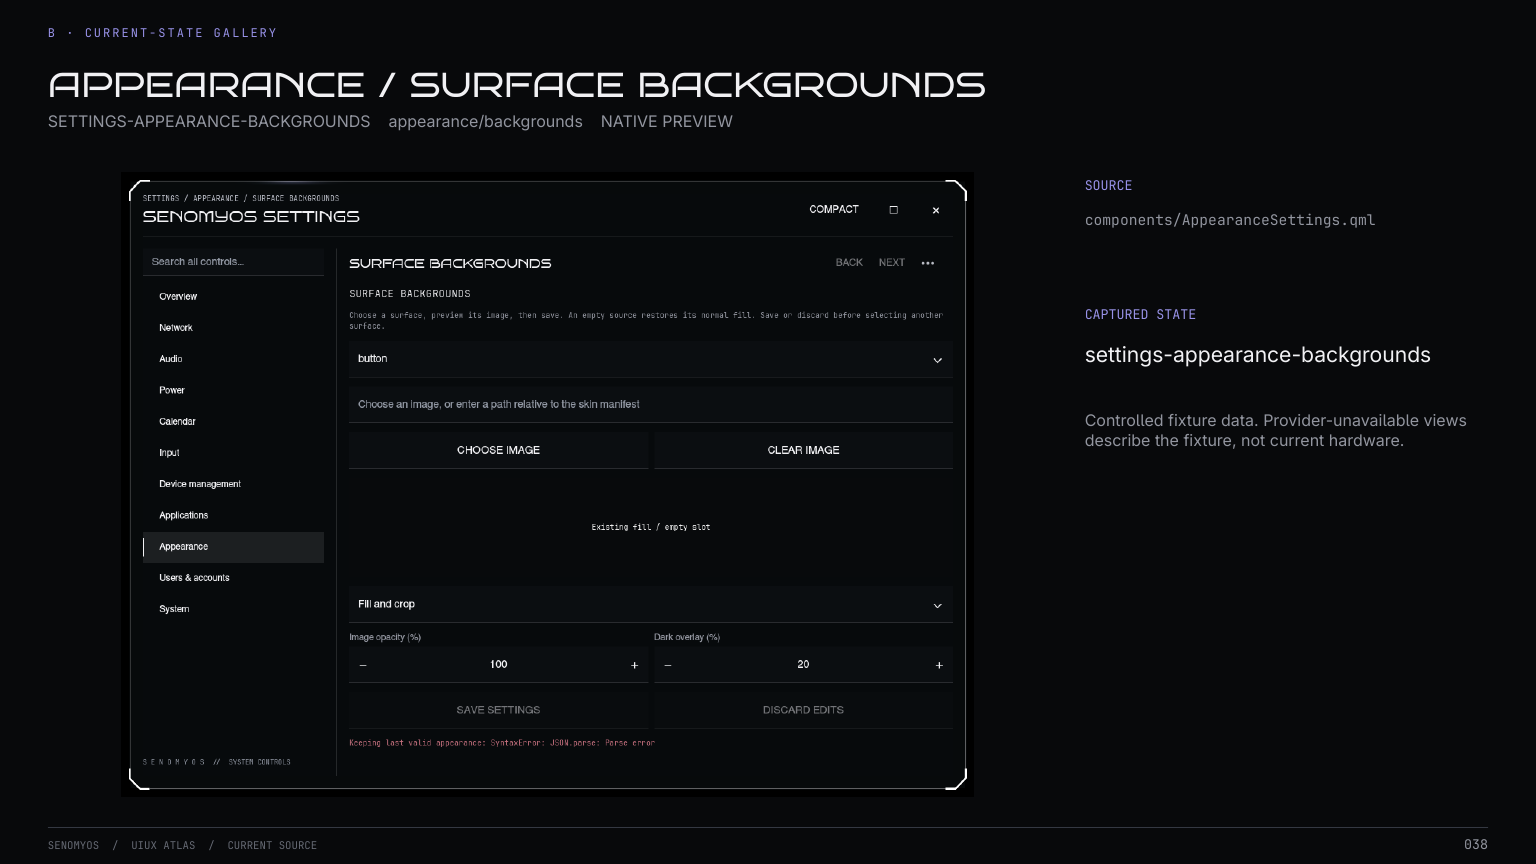 B · CURRENT-STATE GALLERY
APPEARANCE / SURFACE BACKGROUNDS
SETTINGS-APPEARANCE-BACKGROUNDS appearance/backgrounds NATIVE PREVIEW
SETTINGS / APPEARANCE / SURFACE BACKGROUNDS
SENOMYOS SETTINGS
COMPACT
Search all controls...
Overview
Network
Audio
Power
Calendar
Input
Device management
Applications
Appearance
Users & accounts
System
S E N O M Y O S // SYSTEM CONTROLS
SURFACE BACKGROUNDS
BACK NEXT •••
SURFACE BACKGROUNDS
Choose a surface, preview its image, then save. An empty source restores its normal fill. Save or discard before selecting another
surface.
button
Choose an image, or enter a path relative to the skin manifest
CHOOSE IMAGE CLEAR IMAGE
Existing fill / empty slot
Fill and crop
Image opacity (%) Dark overlay (%)
− 100 + − 20 +
SAVE SETTINGS DISCARD EDITS
Keeping last valid appearance: SyntaxError: JSON.parse: Parse error
SOURCE
components/AppearanceSettings.qml
CAPTURED STATE
settings-appearance-backgrounds
Controlled fixture data. Provider-unavailable views
describe the fixture, not current hardware.
SENOMYOS / UIUX ATLAS / CURRENT SOURCE
038